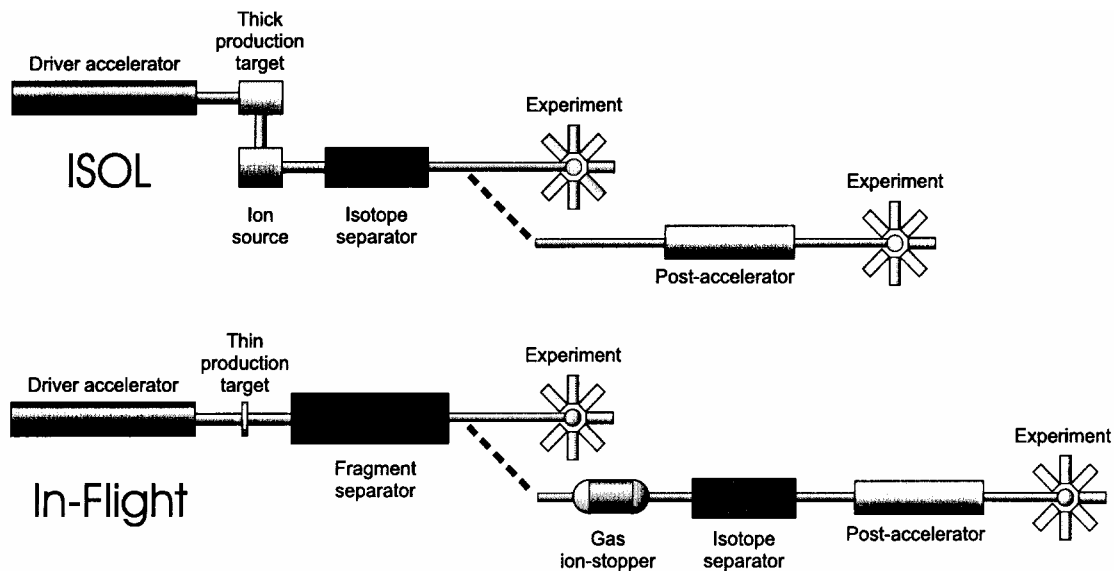 Thick
production
target
Driver accelerator
Experiment
ISOL
Ion
source
Isotope
separator
Experiment
Post-accelerator
Thin
production
target
Driver accelerator
Experiment
In-Flight
Fragment
separator
Experiment
Gas
ion-stopper
Isotope
separator
Post-accelerator